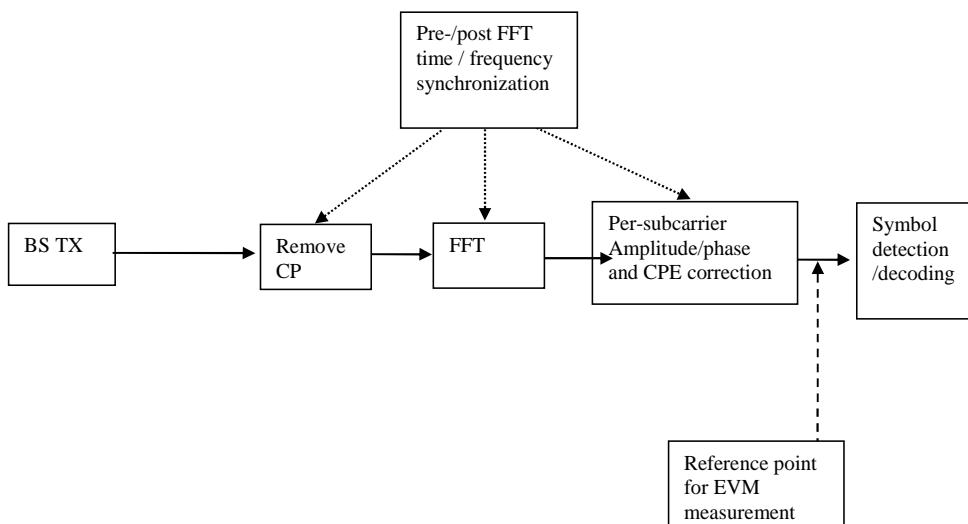 Pre-/post FFT
time / frequency
synchronization
BS TX
Remove
CP
FFT
Per-subcarrier
Amplitude/phase
and CPE correction
Symbol
detection
/decoding
Reference point
for EVM
measurement